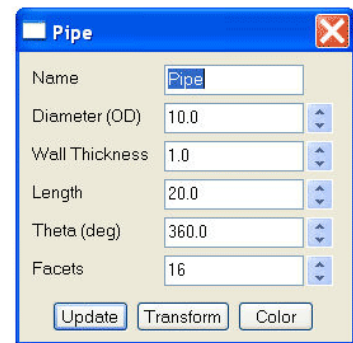 Pipe
Name Pipe
Diameter (OD) 10.0
Wall Thickness 1.0
Length 20.0
Theta (deg) 360.0
Facets 16
Update Transform Color